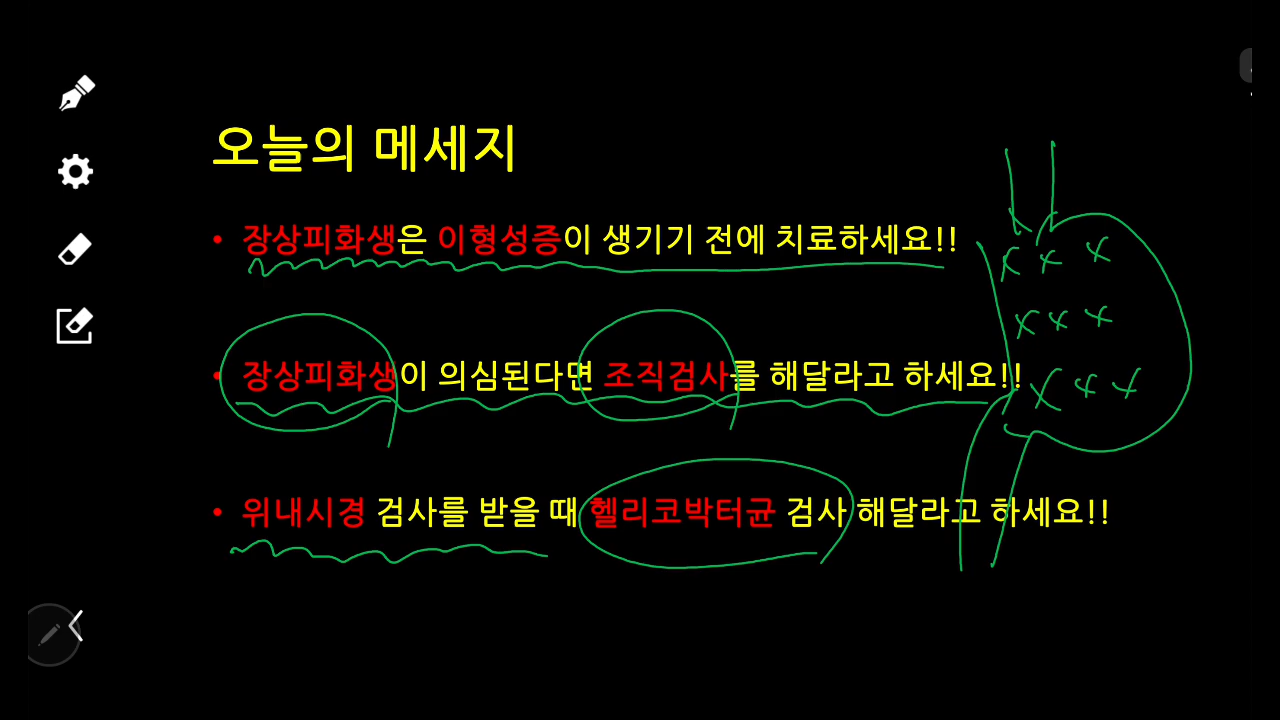 오늘의 메세지
• 장상피화생은 이형성증이 생기기 전에 치료하세요!!
• 장상피화생이 의심된다면 조직검사를 해달라고 하세요!!
• 위내시경 검사를 받을 때 헬리코박터균 검사 해달라고 하세요!!